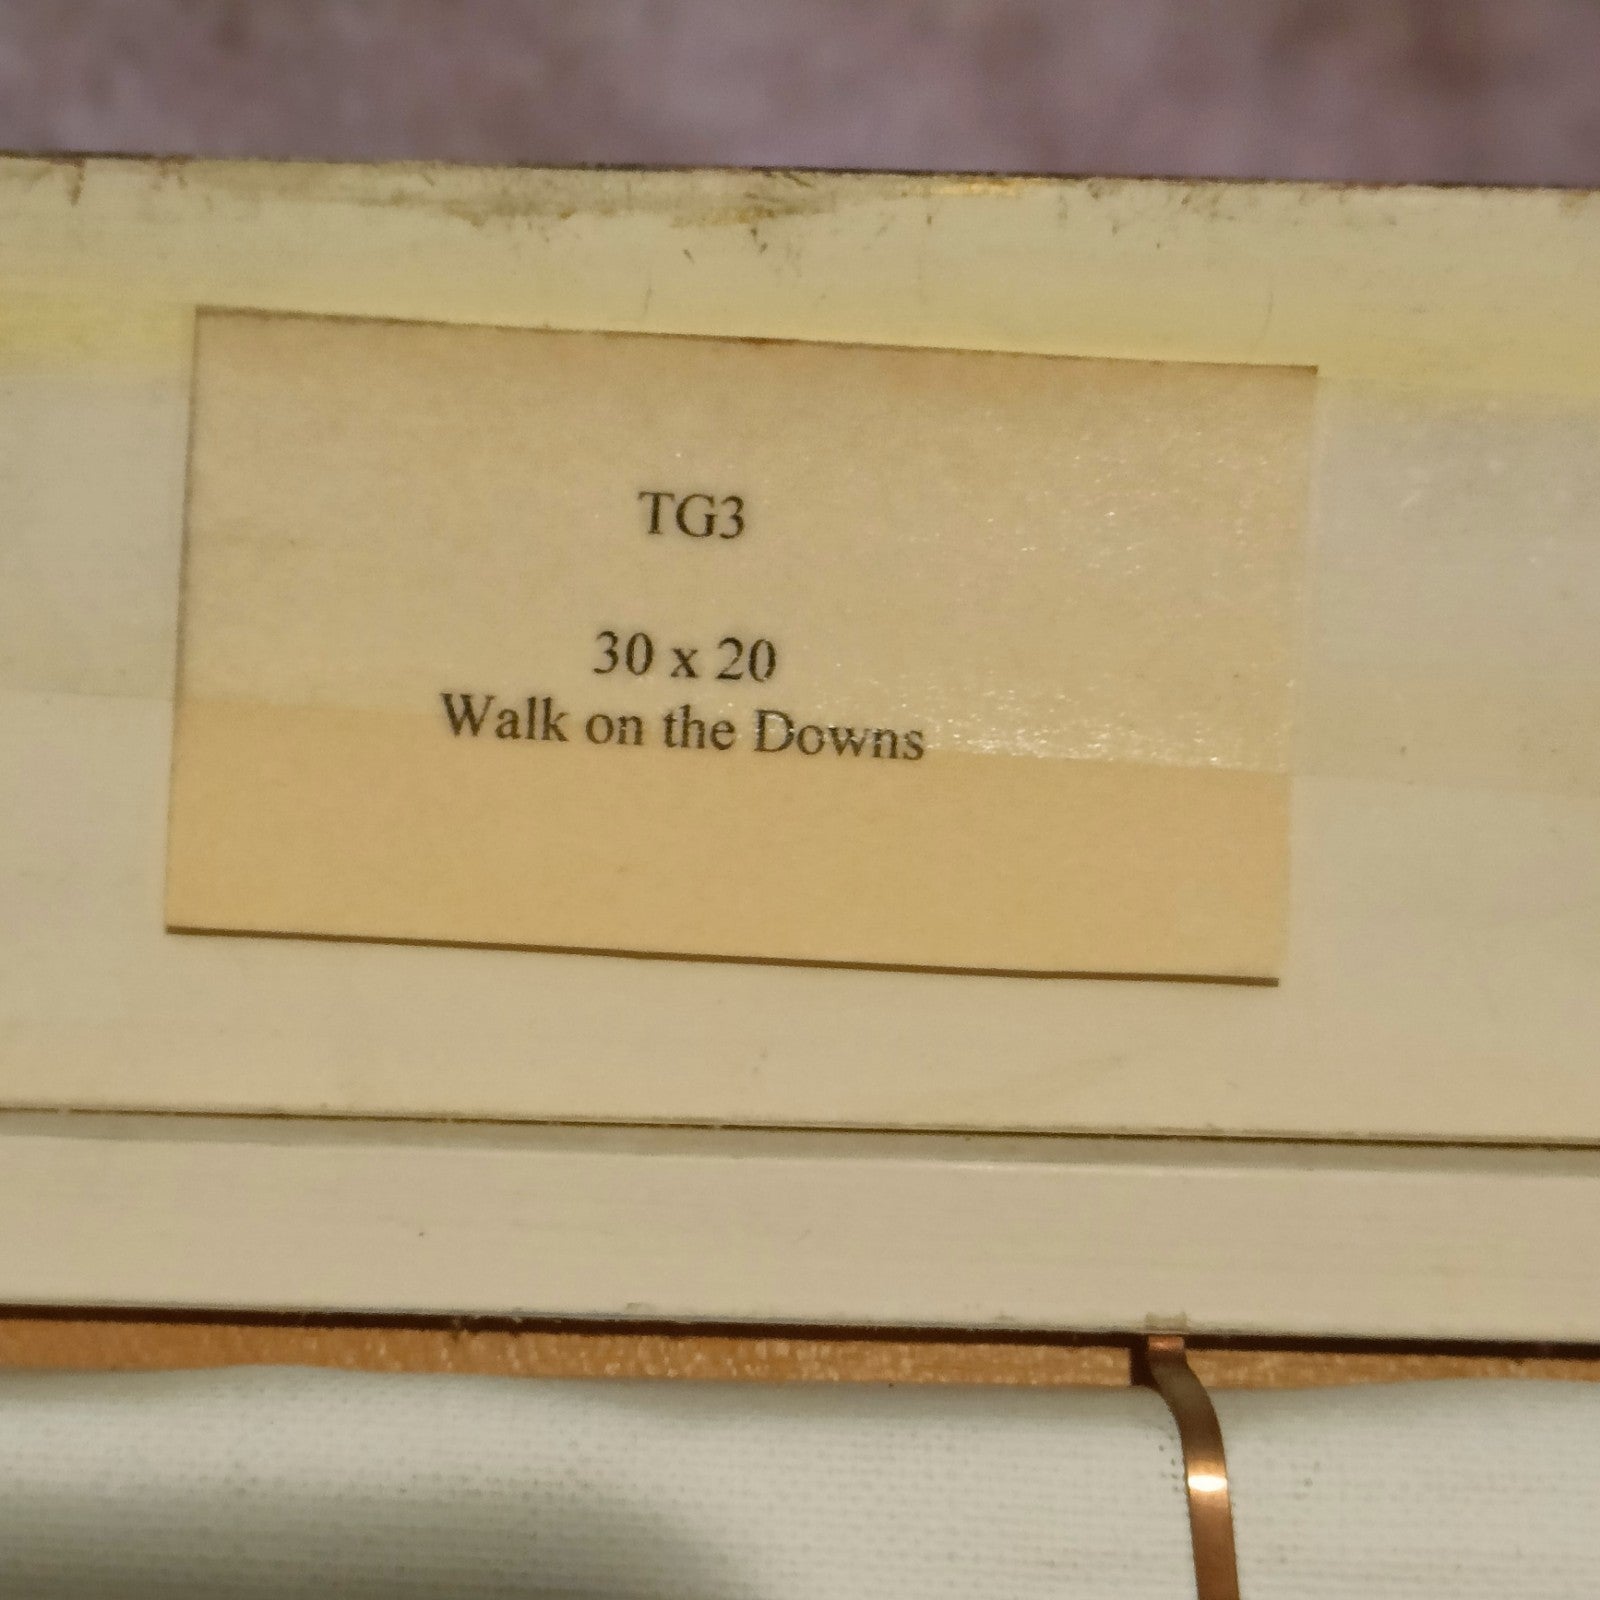 TG3
30 x 20
Walk on the Downs